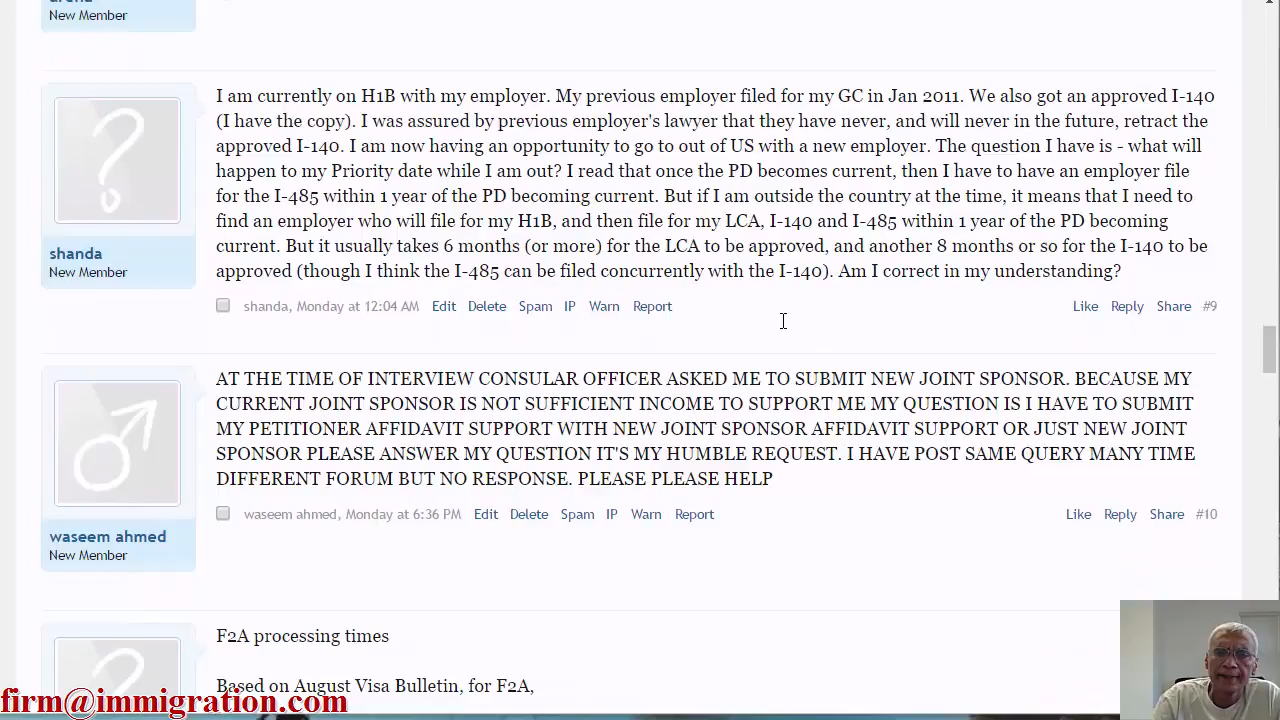 New Member
I am currently on H1B with my employer. My previous employer filed for my GC in Jan 2011. We also got an approved I-140
(I have the copy). I was assured by previous employer's lawyer that they have never, and will never in the future, retract the
approved I-140. I am now having an opportunity to go to out of US with a new employer. The question I have is - what will
happen to my Priority date while I am out? I read that once the PD becomes current, then I have to have an employer file
for the I-485 within 1 year of the PD becoming current. But if I am outside the country at the time, it means that I need to
find an employer who will file for my H1B, and then file for my LCA, I-140 and I-485 within 1 year of the PD becoming
current. But it usually takes 6 months (or more) for the LCA to be approved, and another 8 months or so for the I-140 to be
approved (though I think the I-485 can be filed concurrently with the I-140). Am I correct in my understanding?
shanda
New Member
shanda, Monday at 12:04 AM Edit Delete Spam IP Warn Report Like Reply Share #9
AT THE TIME OF INTERVIEW CONSULAR OFFICER ASKED ME TO SUBMIT NEW JOINT SPONSOR. BECAUSE MY
CURRENT JOINT SPONSOR IS NOT SUFFICIENT INCOME TO SUPPORT ME MY QUESTION IS I HAVE TO SUBMIT
MY PETITIONER AFFIDAVIT SUPPORT WITH NEW JOINT SPONSOR AFFIDAVIT SUPPORT OR JUST NEW JOINT
SPONSOR PLEASE ANSWER MY QUESTION IT'S MY HUMBLE REQUEST. I HAVE POST SAME QUERY MANY TIME
DIFFERENT FORUM BUT NO RESPONSE. PLEASE PLEASE HELP
waseem ahmed, Monday at 6:36 PM Edit Delete Spam IP Warn Report Like Reply Share #10
waseem ahmed
New Member
F2A processing times
Based on August Visa Bulletin, for F2A,
firm@immigration.com